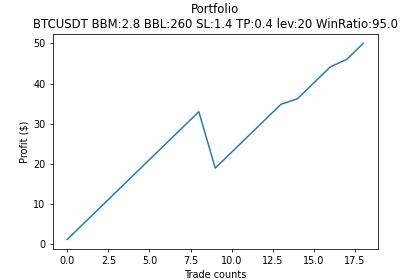 Portfolio
BTCUSDT BBM:2.8 BBL:260 SL:1.4 TP:0.4 lev:20 WinRatio:95.0
50
40
30
20
10
0
Profit ($)
0.0 2.5 5.0 7.5 10.0 12.5 15.0 17.5
Trade counts